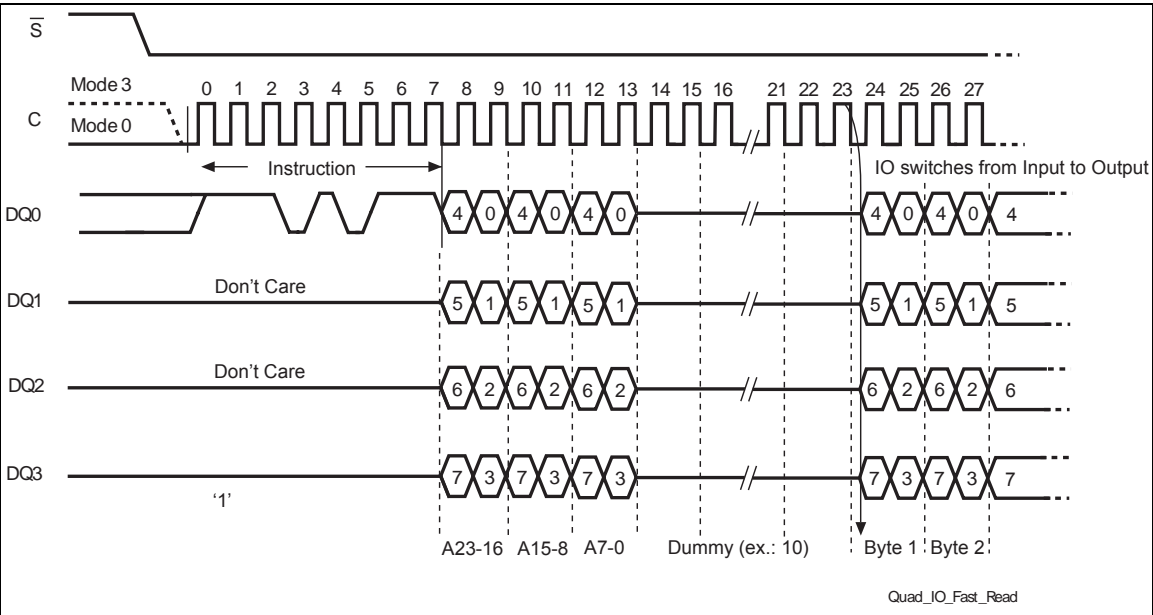 S
Mode 3
C
Mode 0
0 1 2 3 4 5 6 7 8 9 10 11 12 13 14 15 16 21 22 23 24 25 26 27
Instruction
IO switches from Input to Output
DQ0
4 0 4 0 4 0 4 0 4 0 4
Don't Care
DQ1
5 1 5 1 5 1 5 1 5 1 5
Don't Care
DQ2
6 2 6 2 6 2 6 2 6 2 6
DQ3
7 3 7 3 7 3 7 3 7 3 7
‘1’
A23-16 A15-8 A7-0 Dummy (ex.: 10) Byte 1 Byte 2
Quad_IO_Fast_Read